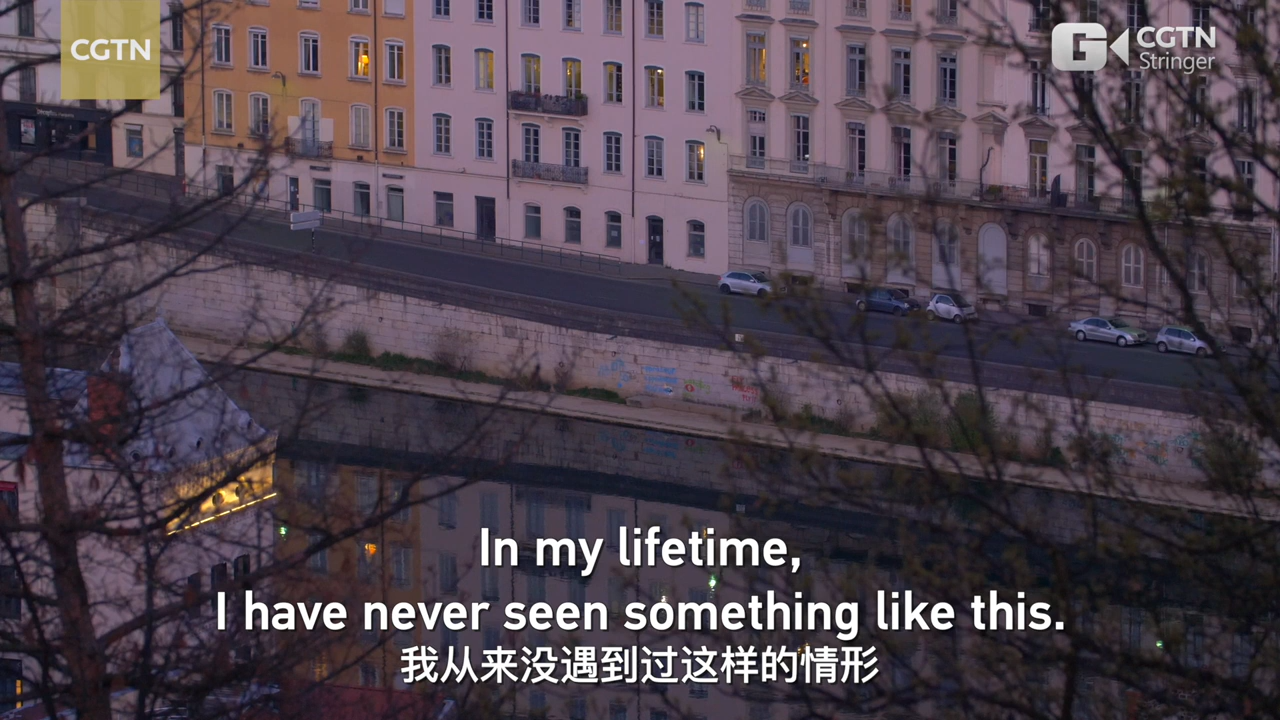 CGTN
CGTN
Stringer
In my lifetime,
I have never seen something like this.
我从来没遇到过这样的情形